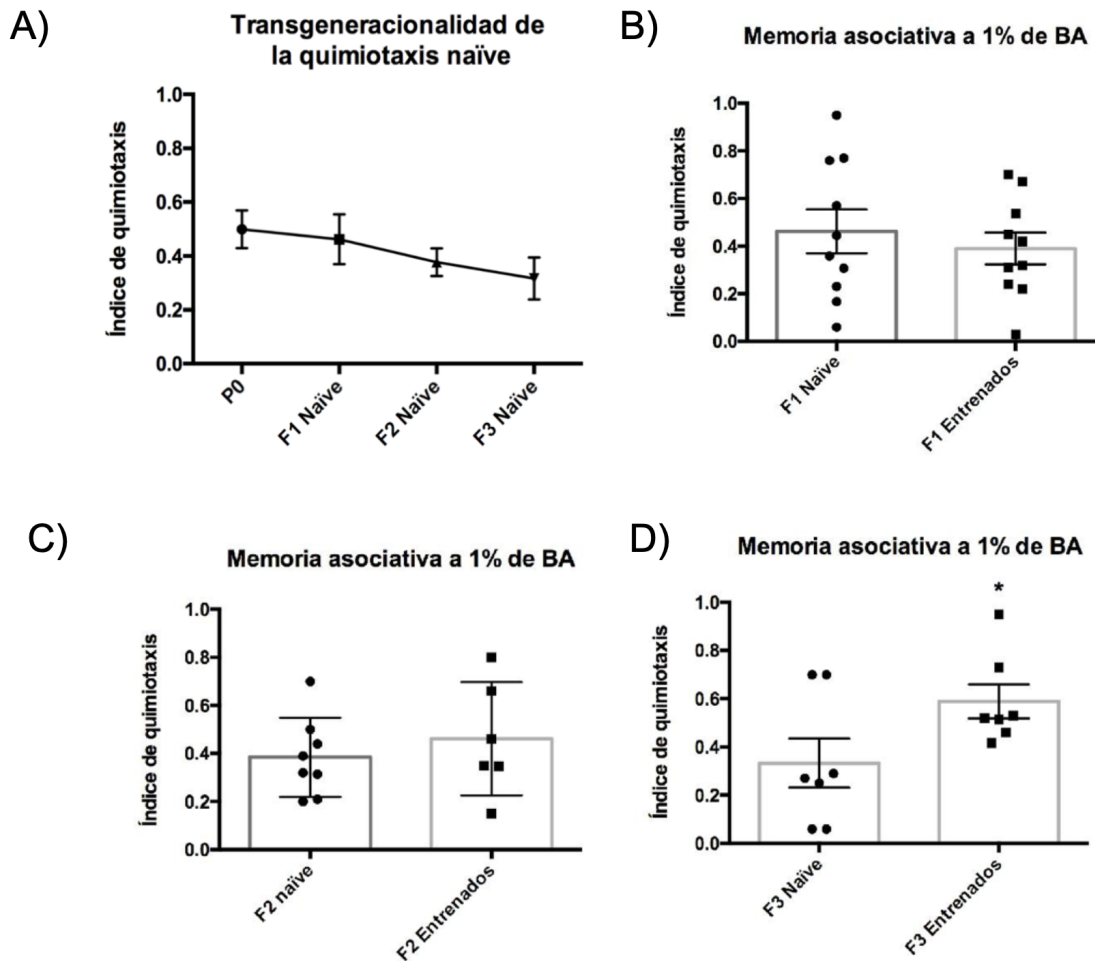 A)
Transgeneracionalidad de
la quimiotaxis naïve
Índice de quimiotaxis
1.0
0.8
0.6
0.4
0.2
0.0
P0
F1 Naïve
F2 Naïve
F3 Naïve
B)
Memoria asociativa a 1% de BA
Índice de quimiotaxis
1.0
0.8
0.6
0.4
0.2
0.0
F1 Naïve
F1 Entrenados
C)
Memoria asociativa a 1% de BA
Índice de quimiotaxis
1.0
0.8
0.6
0.4
0.2
0.0
F2 naïve
F2 Entrenados
D)
Memoria asociativa a 1% de BA
*
Índice de quimiotaxis
1.0
0.8
0.6
0.4
0.2
0.0
F3 Naïve
F3 Entrenados